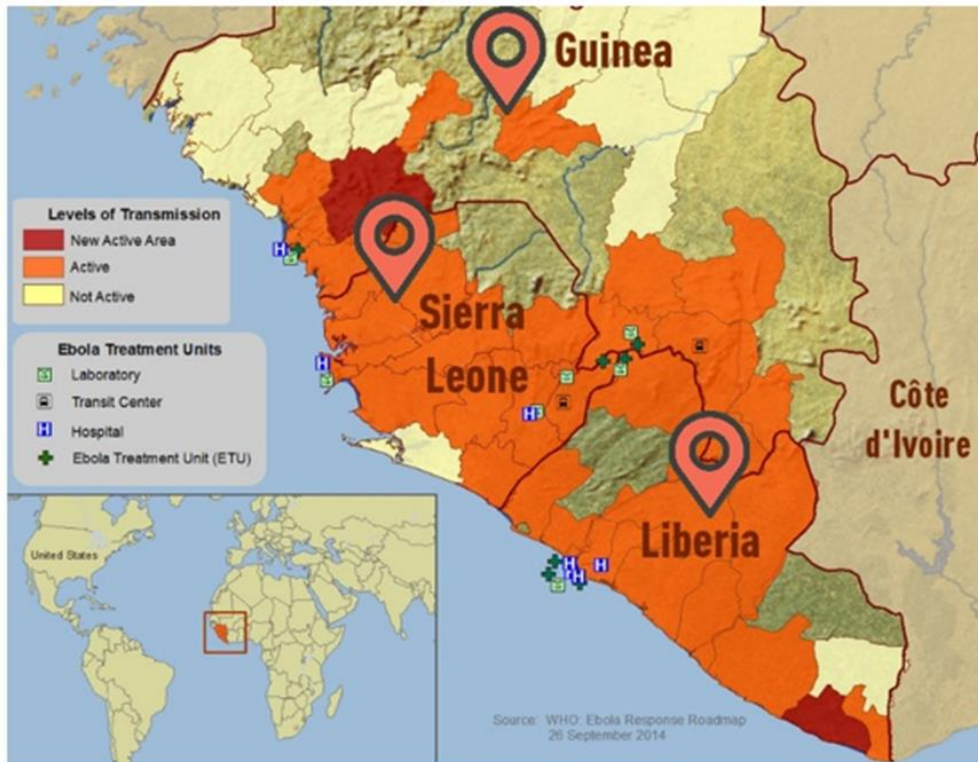 Guinea
Levels of Transmission
New Active Area
Active
Not Active
Sierra
Leone
Ebola Treatment Units
Laboratory
Transit Center
Hospital
Ebola Treatment Unit (ETU)
Côte
d'Ivoire
Liberia
United States
Source: WHO: Ebola Response Roadmap
26 September 2014
H
H
H
H
H
H